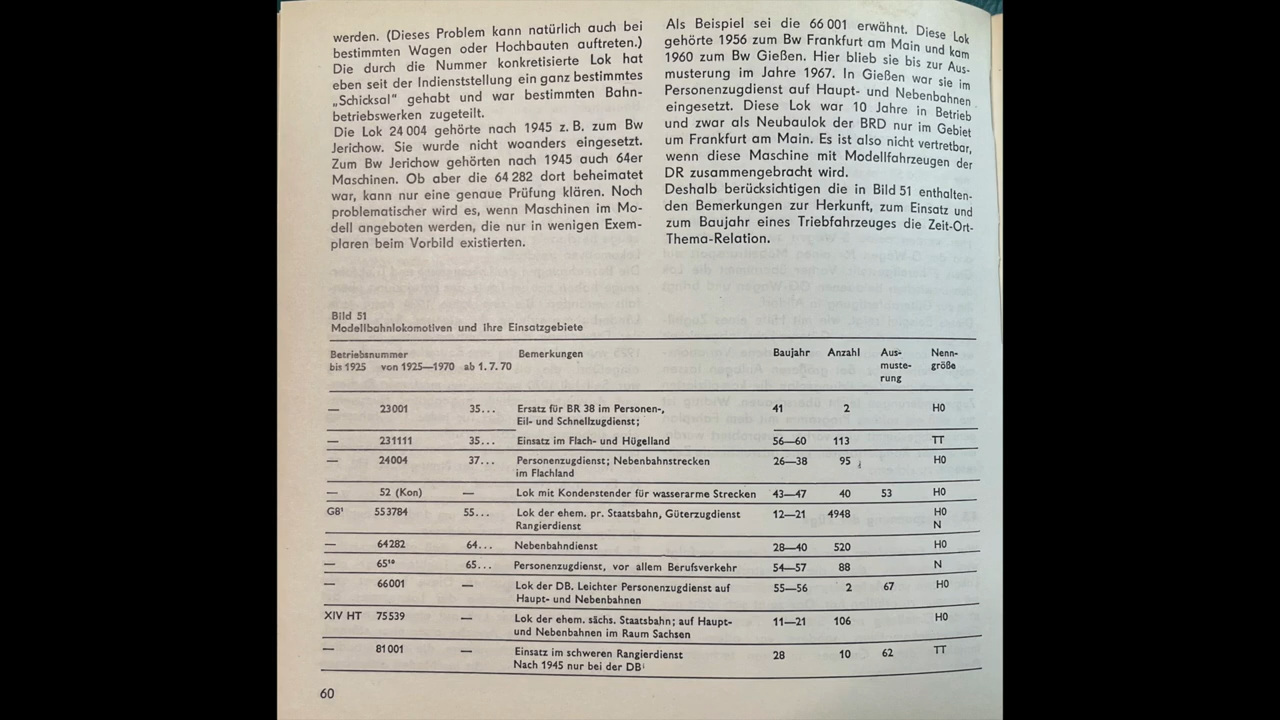 werden. (Dieses Problem kann natürlich auch bei
bestimmten Wagen oder Hochbauten auftreten.)
Die durch die Nummer konkretisierte Lok hat
eben seit der Indienststellung ein ganz bestimmtes
„Schicksal" gehabt und war bestimmten Bahn-
betriebswerken zugeteilt.
Die Lok 24 004 gehörte nach 1945 z. B. zum Bw
Jerichow. Sie wurde nicht woanders eingesetzt.
Zum Bw Jerichow gehörten nach 1945 auch 64er
Maschinen. Ob aber die 64 282 dort beheimatet
war, kann nur eine genaue Prüfung klären. Noch
problematischer wird es, wenn Maschinen im Mo-
dell angeboten werden, die nur in wenigen Exem-
plaren beim Vorbild existierten.
Als Beispiel sei die 66 001 erwähnt. Diese Lok
gehörte 1956 zum Bw Frankfurt am Main und kam
1960 zum Bw Gießen. Hier blieb sie bis zur Aus-
musterung im Jahre 1967. In Gießen war sie im
Personenzugdienst auf Haupt- und Nebenbahnen
eingesetzt. Diese Lok war 10 Jahre in Betrieb
und zwar als Neubaulok der BRD nur im Gebiet
um Frankfurt am Main. Es ist also nicht vertretbar,
wenn diese Maschine mit Modellfahrzeugen der
DR zusammengebracht wird.
Deshalb berücksichtigen die in Bild 51 enthalten-
den Bemerkungen zur Herkunft, zum Einsatz und
zum Baujahr eines Triebfahrzeuges die Zeit-Ort-
Thema-Relation.
Bild 51
Modellbahnlokomotiven und ihre Einsatzgebiete
Betriebsnummer Bemerkungen Baujahr Anzahl Aus- Nenn-
bis 1925 von 1925—1970 ab 1. 7. 70 muste- größe
rung
— 23001 35... Ersatz für BR 38 im Personen-, 41 2 H0
Eil- und Schnellzugdienst;
— 231111 35... Einsatz im Flach- und Hügelland 56—60 113 TT
— 24004 37... Personenzugdienst; Nebenbahnstrecken 26—38 95 H0
im Flachland
— 52 (Kon) — Lok mit Kondenstender für wasserarme Strecken 43—47 40 53 H0
G8¹ 553784 55... Lok der ehem. pr. Staatsbahn, Güterzugdienst 12—21 4948 H0
Rangierdienst N
— 64282 64... Nebenbahndienst 28—40 520 H0
— 65¹⁰ 65... Personenzugdienst, vor allem Berufsverkehr 54—57 88 N
— 66001 — Lok der DB. Leichter Personenzugdienst auf 55—56 2 67 H0
Haupt- und Nebenbahnen
XIV HT 75539 — Lok der ehem. sächs. Staatsbahn; auf Haupt- 11—21 106 H0
und Nebenbahnen im Raum Sachsen
— 81001 — Einsatz im schweren Rangierdienst 28 10 62 TT
Nach 1945 nur bei der DB
60